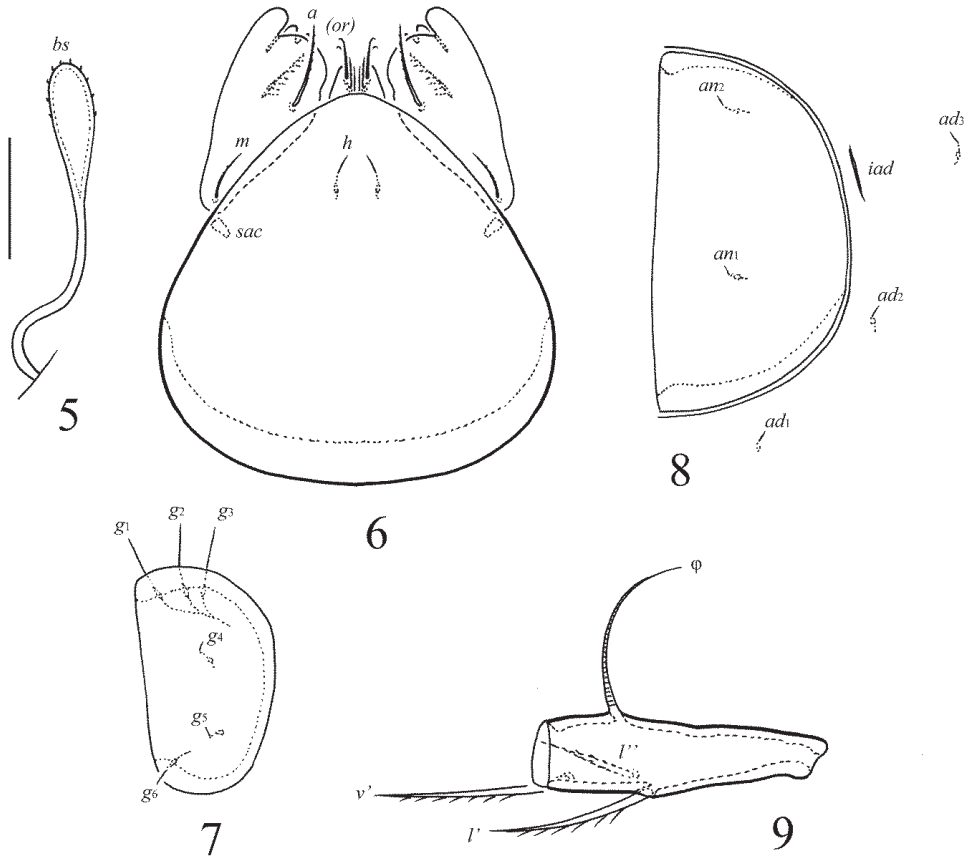 bs
5
a
(or)
m
h
sac
6
an2
ad3
iad
an1
ad2
ad1
8
g1
g2
g3
g4
g5
g6
7
φ
l’’
v’
l’
9